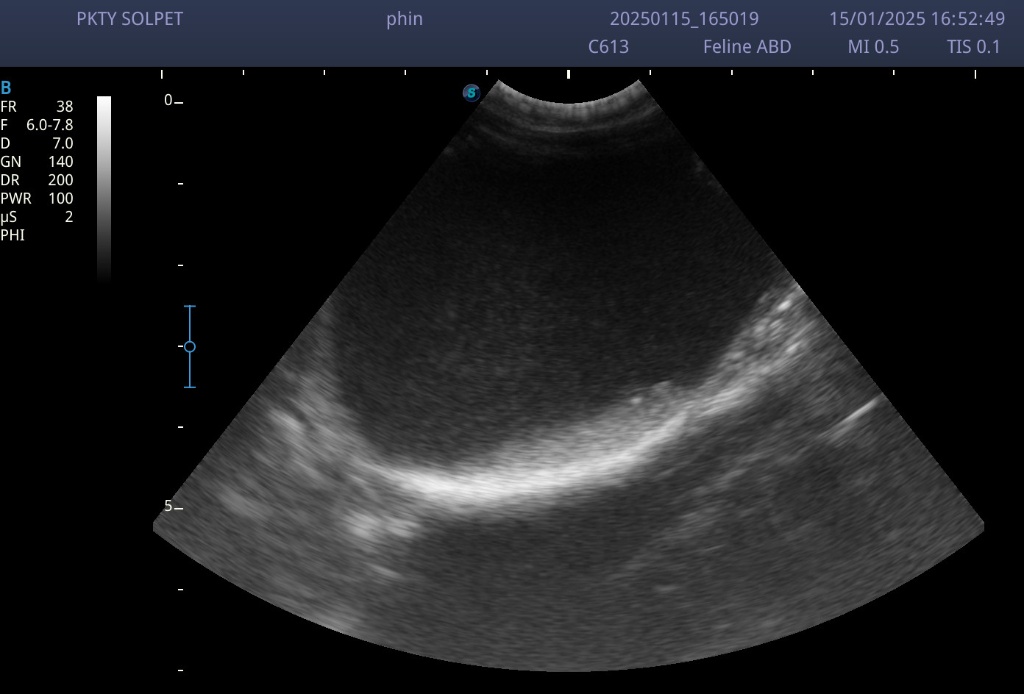 PKTY SOLPET phin 20250115_165019 15/01/2025 16:52:49
C613 Feline ABD MI 0.5 TIS 0.1
B
FR 38
F 6.0-7.8
D 7.0
GN 140
DR 200
PWR 100
µS 2
PHI
S
0
5